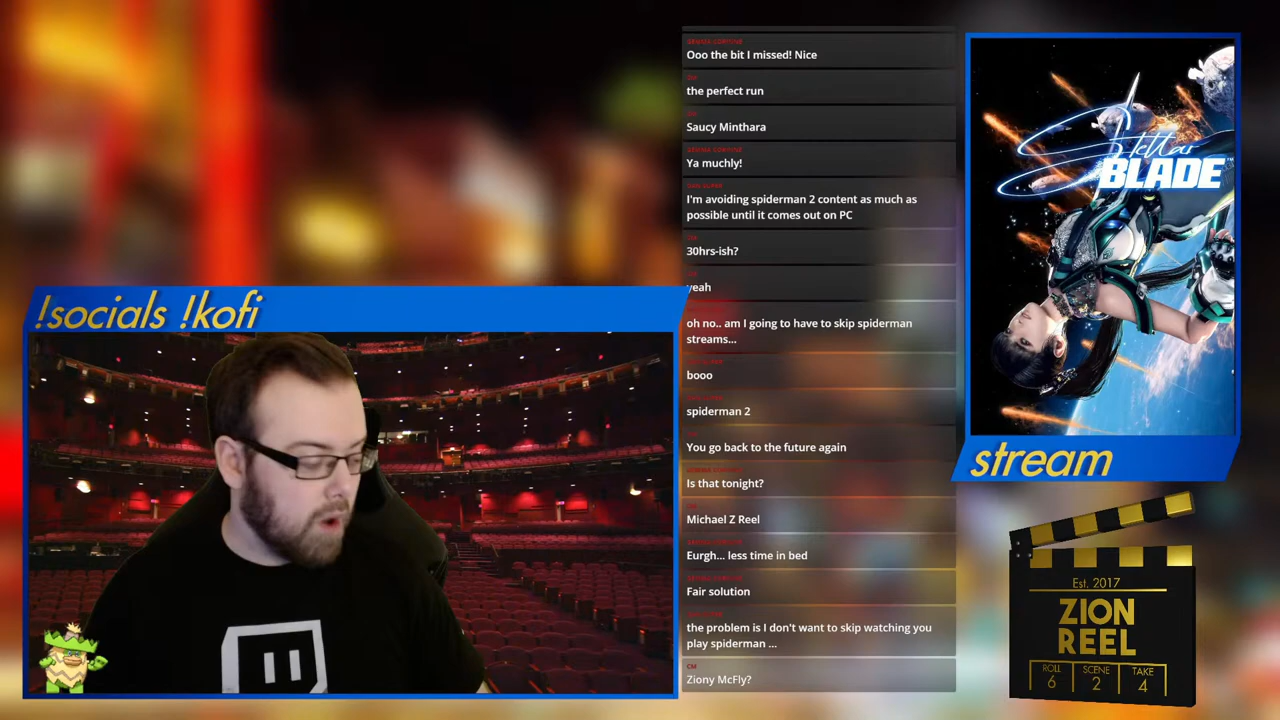 Ooo the bit I missed! Nice
the perfect run
Saucy Minthara
Ya muchly!
I'm avoiding spiderman 2 content as much as
possible until it comes out on PC
30hrs-ish?
yeah
oh no.. am I going to have to skip spiderman
streams...
booo
spiderman 2
You go back to the future again
Is that tonight?
Michael Z Reel
Eurgh... less time in bed
Fair solution
the problem is I don't want to skip watching you
play spiderman ...
CM
Ziony McFly?
!socials !kofi
Stellar
BLADE
stream
Est. 2017
ZION
REEL
ROLL SCENE TAKE
6 2 4